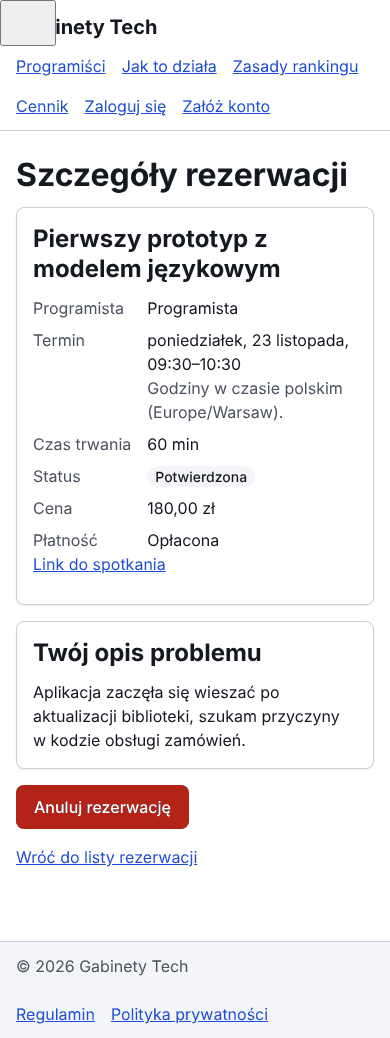 inety Tech
Programiści Jak to działa Zasady rankingu
Cennik Zaloguj się Załóż konto
Szczegóły rezerwacji
Pierwszy prototyp z
modelem językowym
Programista Programista
Termin poniedziałek, 23 listopada,
09:30–10:30
Godziny w czasie polskim
(Europe/Warsaw).
Czas trwania 60 min
Status Potwierdzona
Cena 180,00 zł
Płatność Opłacona
Link do spotkania
Twój opis problemu
Aplikacja zaczęła się wieszać po
aktualizacji biblioteki, szukam przyczyny
w kodzie obsługi zamówień.
Anuluj rezerwację
Wróć do listy rezerwacji
© 2026 Gabinety Tech
Regulamin Polityka prywatności